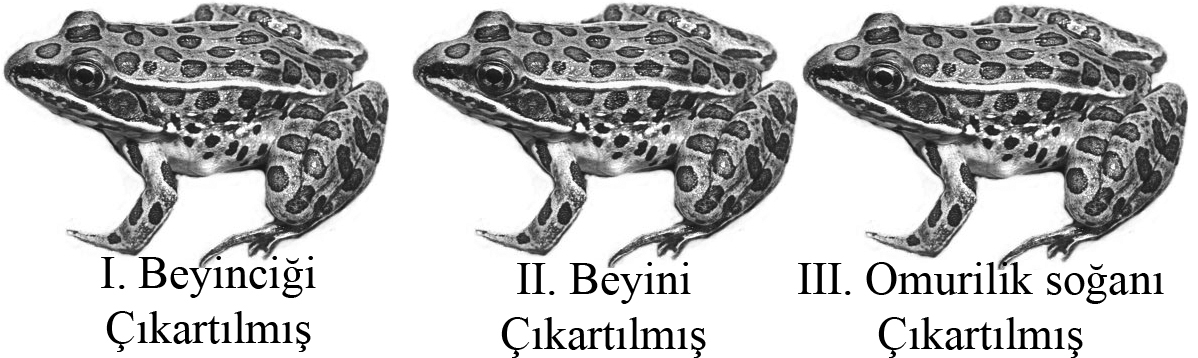 I. Beyinciği
Çıkartılmış
II. Beyini
Çıkartılmış
III. Omurilik soğanı
Çıkartılmış